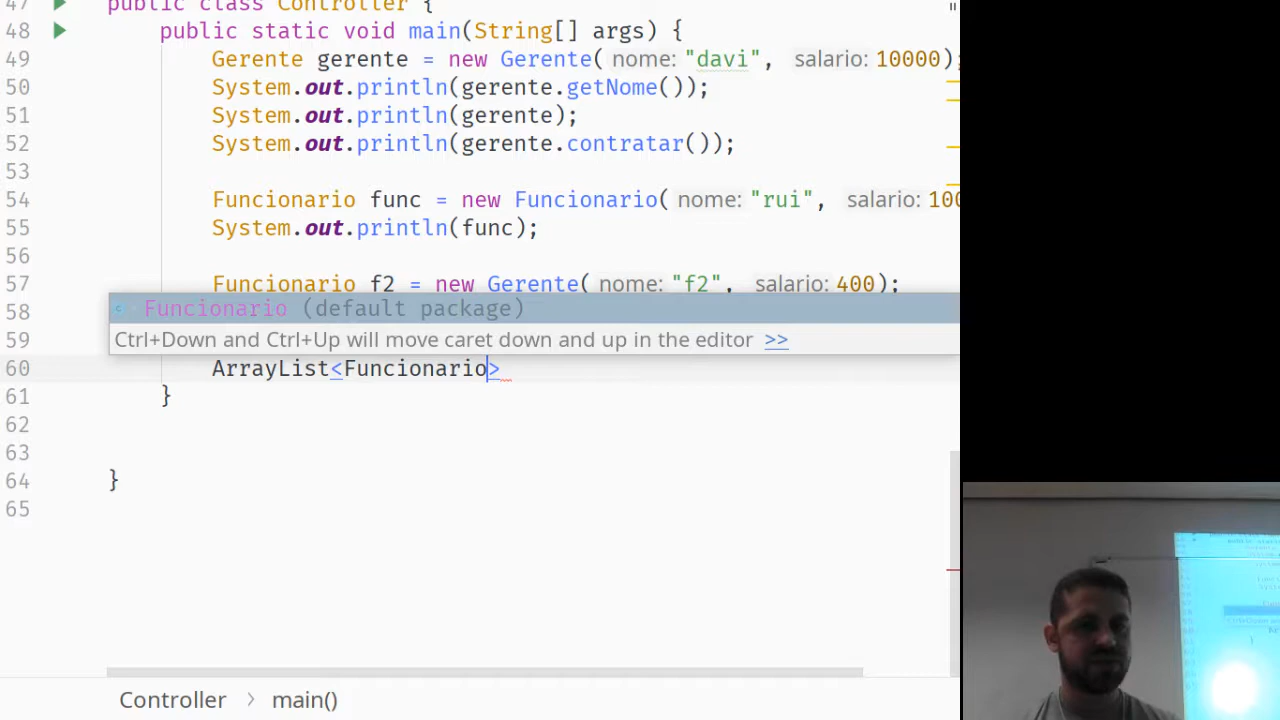 47 public class Controller {
48 public static void main(String[] args) {
49 Gerente gerente = new Gerente( nome: "davi", salario: 10000);
50 System.out.println(gerente.getNome());
51 System.out.println(gerente);
52 System.out.println(gerente.contratar());
53
54 Funcionario func = new Funcionario( nome: "rui", salario: 100
55 System.out.println(func);
56
57 Funcionario f2 = new Gerente( nome: "f2", salario: 400);
58 Funcionario (default package)
59 Ctrl+Down and Ctrl+Up will move caret down and up in the editor >>
60 ArrayList<Funcionario>
61 }
62
63
64 }
65
Controller > main()